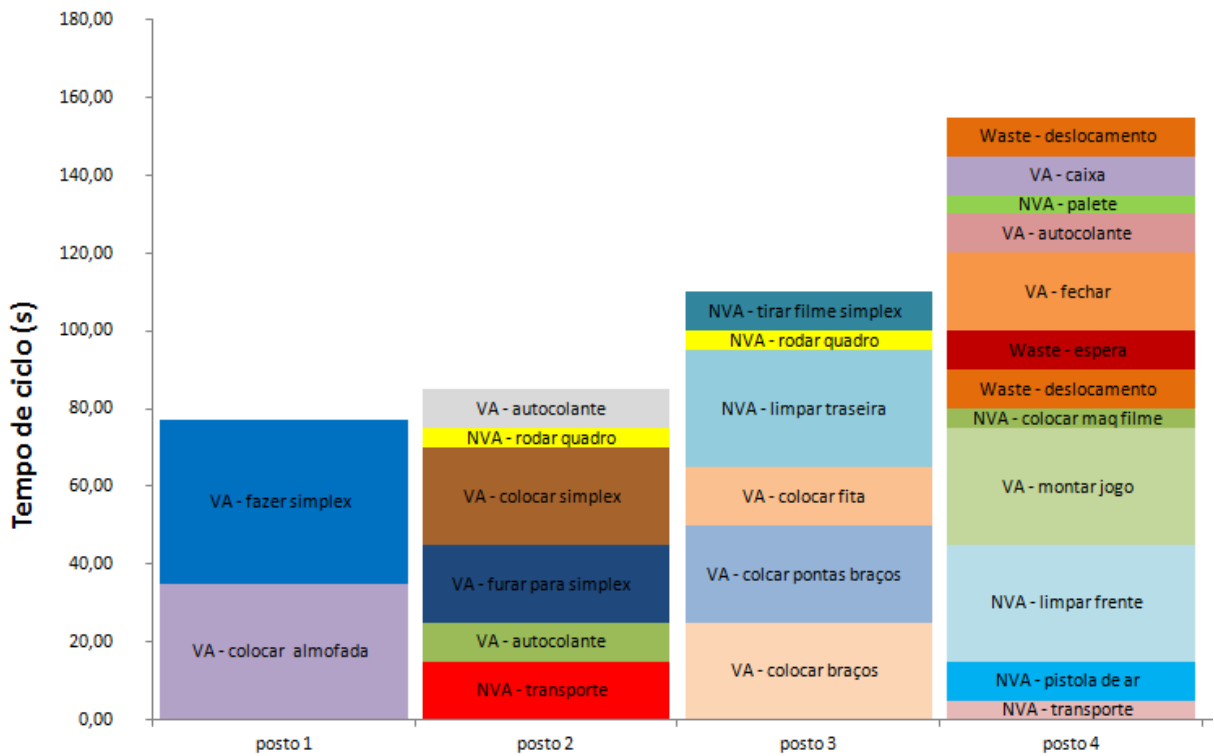 180,00
160,00
140,00
120,00
100,00
80,00
60,00
40,00
20,00
0,00
Tempo de ciclo (s)
VA - fazer simplex
VA - colocar almofada
posto 1
VA - autocolante
NVA - rodar quadro
VA - colocar simplex
VA - furar para simplex
VA - autocolante
NVA - transporte
posto 2
NVA - tirar filme simplex
NVA - rodar quadro
NVA - limpar traseira
VA - colocar fita
VA - colcar pontas braços
VA - colocar braços
posto 3
Waste - deslocamento
VA - caixa
NVA - palete
VA - autocolante
VA - fechar
Waste - espera
Waste - deslocamento
NVA - colocar maq filme
VA - montar jogo
NVA - limpar frente
NVA - pistola de ar
NVA - transporte
posto 4